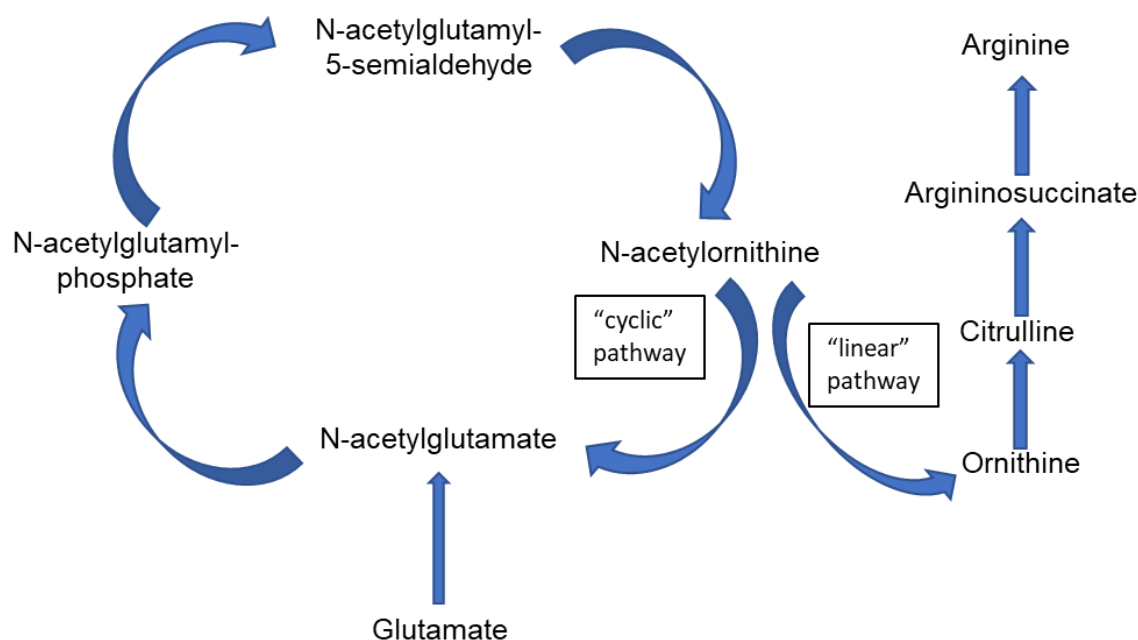 N-acetylglutamyl-
5-semialdehyde
Arginine
Argininosuccinate
N-acetylglutamyl-
phosphate
N-acetylornithine
“cyclic”
pathway
“linear”
pathway
Citrulline
N-acetylglutamate
Ornithine
Glutamate